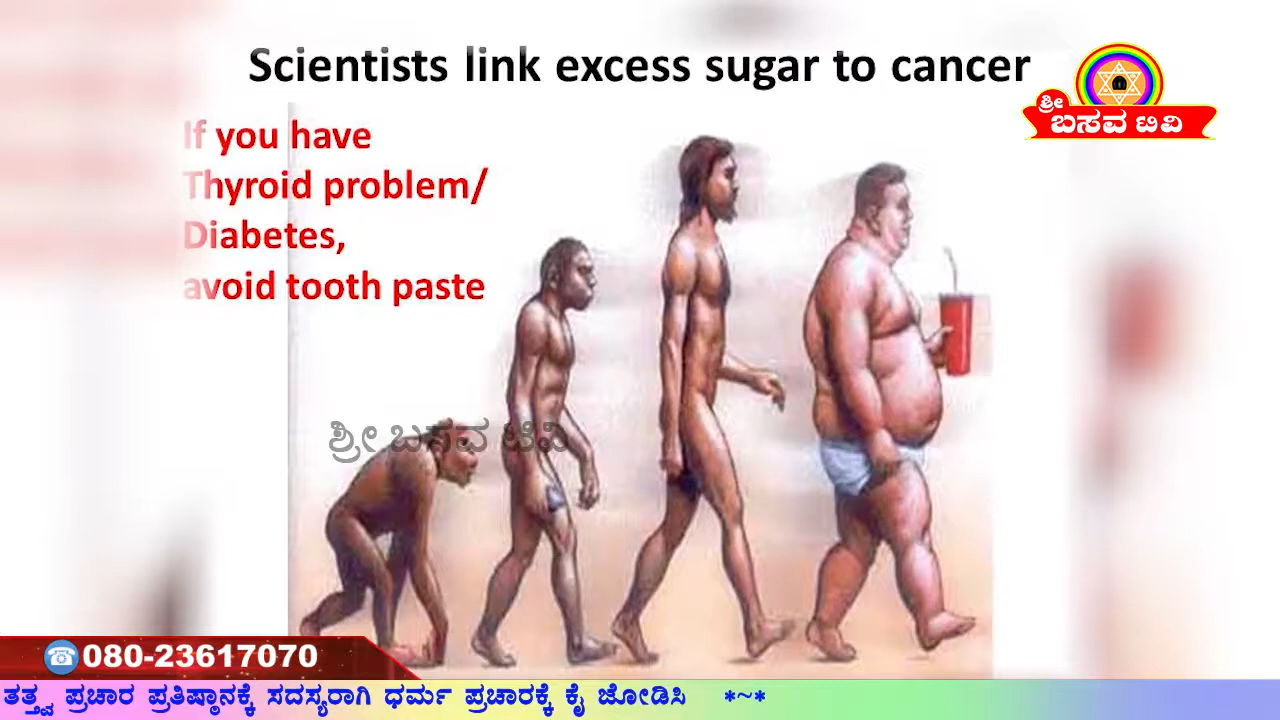 Scientists link excess sugar to cancer
If you have
Thyroid problem/
Diabetes,
avoid tooth paste
ಶ್ರೀ
ಬಸವ ಟಿವಿ
ಶ್ರೀ ಬಸವ ಟಿವಿ
080-23617070
ತತ್ತ್ವ ಪ್ರಚಾರ ಪ್ರತಿಷ್ಠಾನಕ್ಕೆ ಸದಸ್ಯರಾಗಿ ಧರ್ಮ ಪ್ರಚಾರಕ್ಕೆ ಕೈ ಜೋಡಿಸಿ *~*